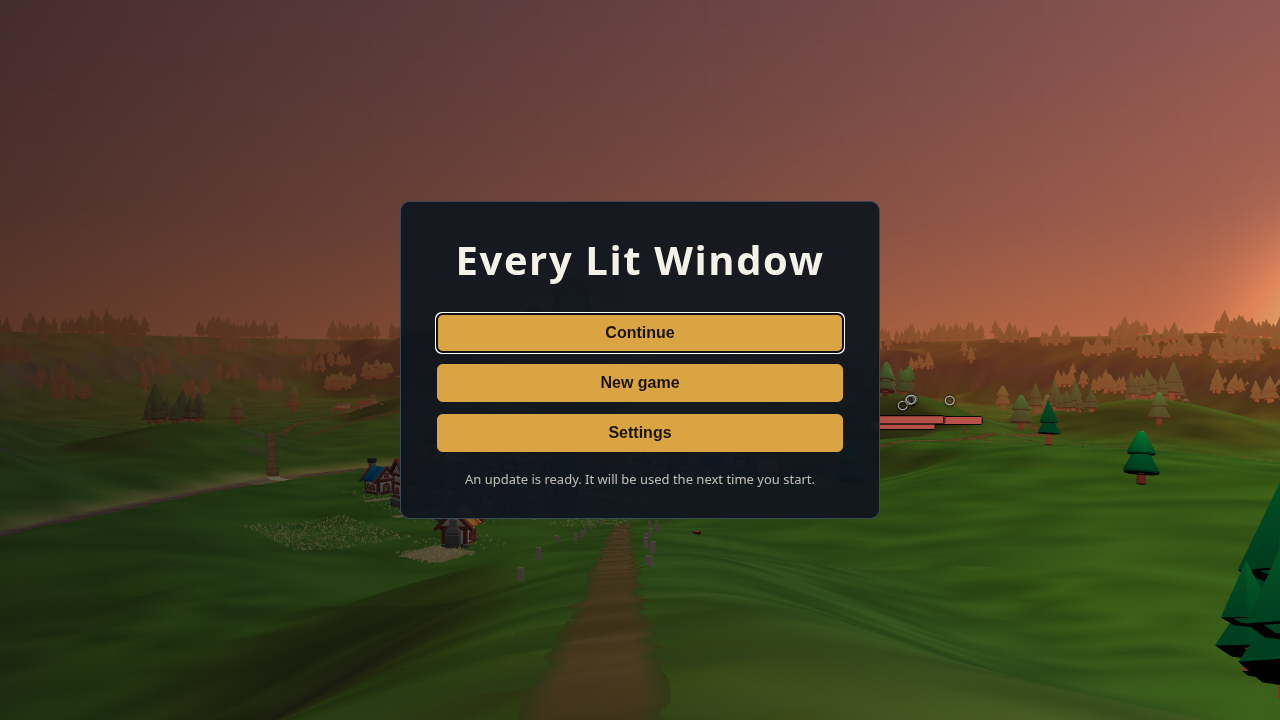 Every Lit Window
Continue
New game
Settings
An update is ready. It will be used the next time you start.